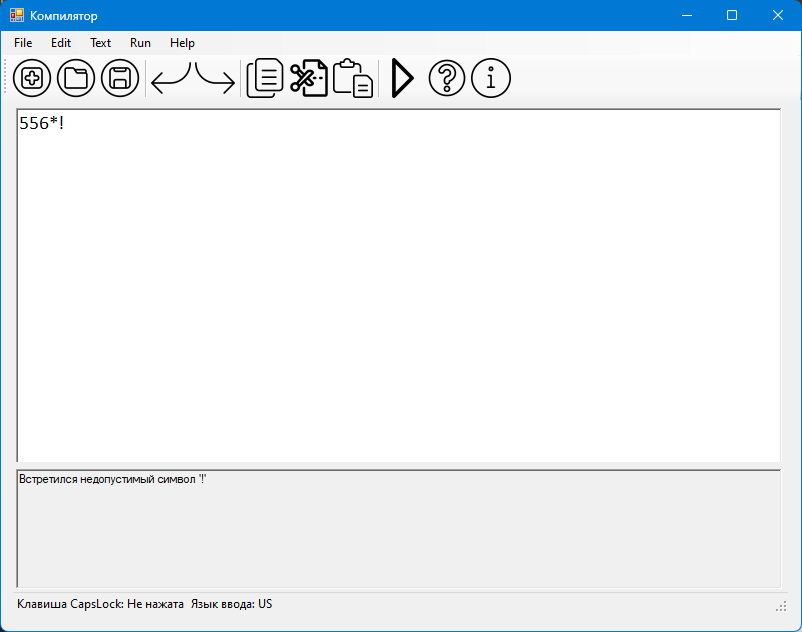 Компилятор
File Edit Text Run Help
556*!
Встретился недопустимый символ '!'
Клавиша CapsLock: Не нажата Язык ввода: US